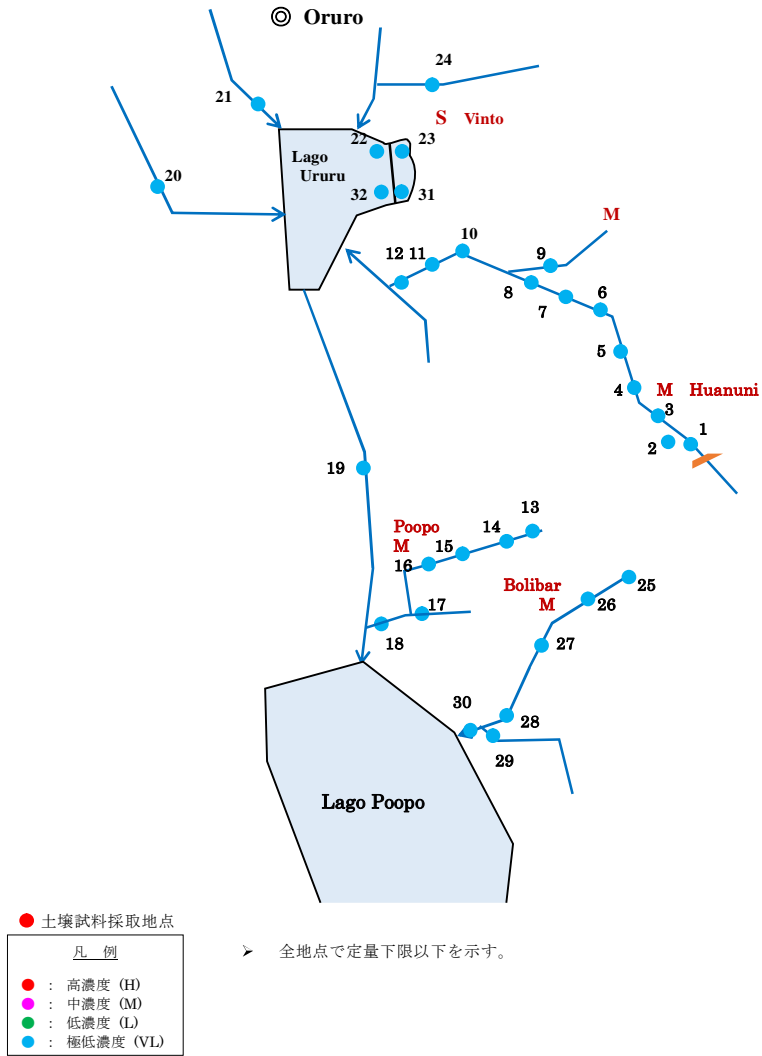 ◎ Oruro
24
21
S Vinto
22
23
Lago
Ururu
20
32
31
M
10
12 11
9
8
7
6
5
4
M Huanuni
3
2
1
19
13
Poopo
M
14
15
16
Bolibar
M
25
26
17
18
27
30
28
29
Lago Poopo
● 土壌試料採取地点
凡 例
● : 高濃度 (H)
● : 中濃度 (M)
● : 低濃度 (L)
● : 極低濃度 (VL)
➢ 全地点で定量下限以下を示す。